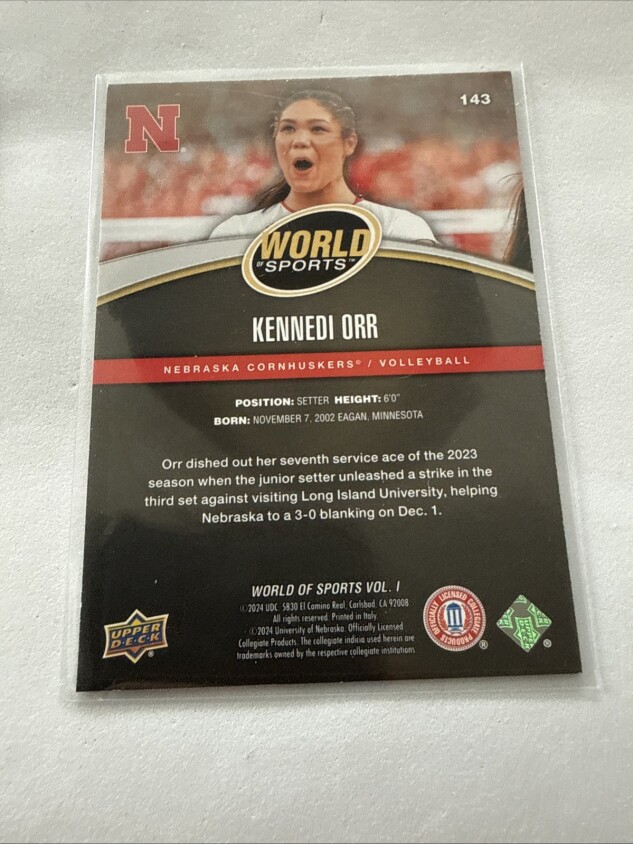 N
143
WORLD
OF SPORTS™
KENNEDI ORR
NEBRASKA CORNHUSKERS® / VOLLEYBALL
POSITION: SETTER HEIGHT: 6'0"
BORN: NOVEMBER 7, 2002 EAGAN, MINNESOTA
Orr dished out her seventh service ace of the 2023
season when the junior setter unleashed a strike in the
third set against visiting Long Island University, helping
Nebraska to a 3-0 blanking on Dec. 1.
WORLD OF SPORTS VOL. I
©2024 UDC. 5830 El Camino Real, Carlsbad, CA 92008
All rights reserved. Printed in Italy.
©2024 University of Nebraska. Officially Licensed
Collegiate Products. The collegiate indicia used herein are
trademarks owned by the respective collegiate institutions
UPPER
D·E·C·K
®
OFFICIALLY LICENSED COLLEGIATE PRODUCTS
®
®